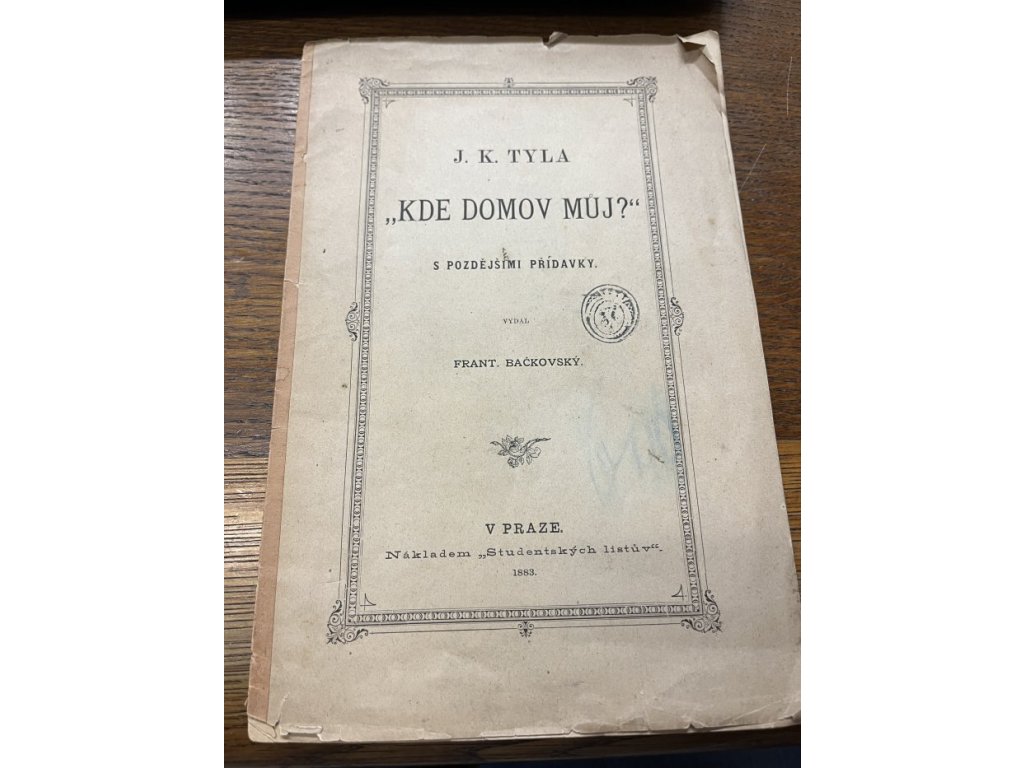 J. K. TYLA
„KDE DOMOV MŮJ?“
S POZDĚJŠÍMI PŘÍDAVKY.
VYDAL
FRANT. BAČKOVSKÝ.
V PRAZE.
Nákladem „Studentských listův“.
1883.